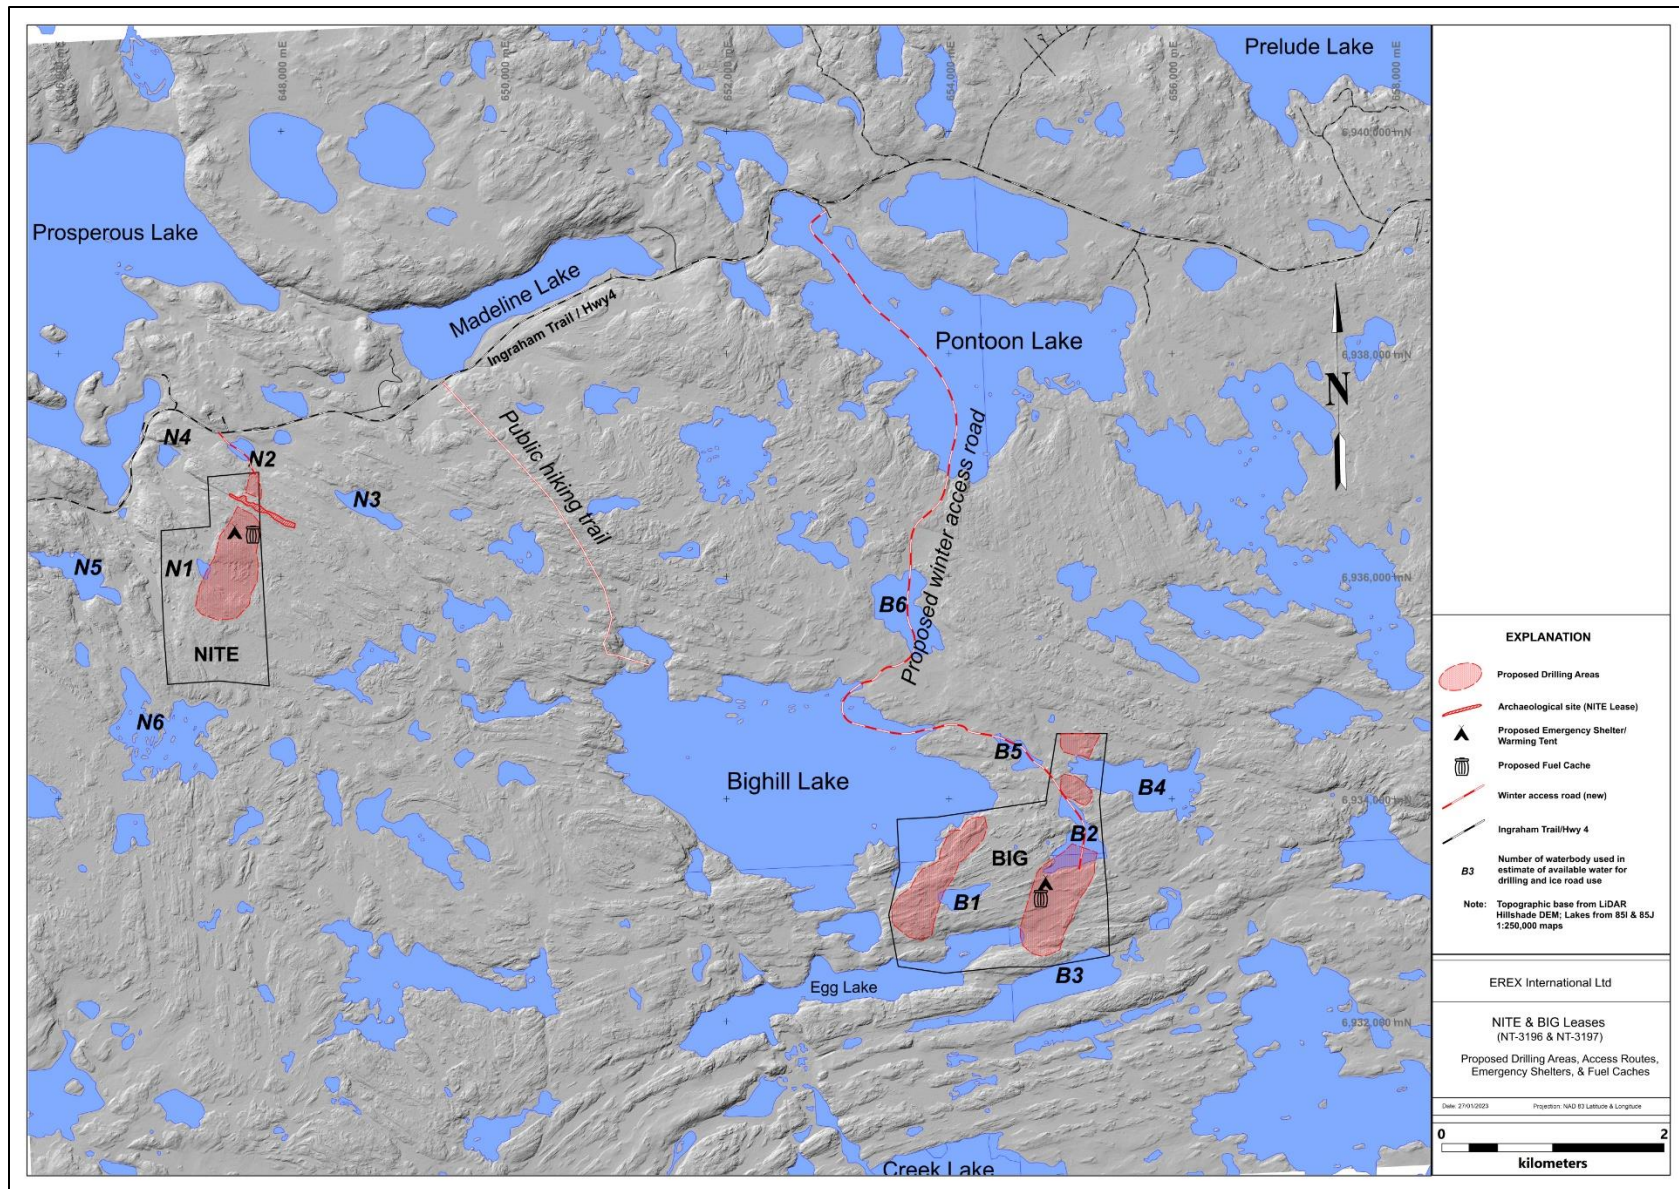 Prelude Lake
646,000 mE
648,000 mE
650,000 mE
652,000 mE
654,000 mE
656,000 mE
658,000 mE
6,940,000 mN
Prosperous Lake
Madeline Lake
Ingraham Trail / Hwy4
Pontoon Lake
6,938,000 mN
N
N4
N2
N3
Public hiking trail
Proposed winter access road
N5
N1
6,936,000 mN
B6
NITE
N6
B5
Bighill Lake
B4
6,934,000 mN
B2
BIG
B1
B3
Egg Lake
6,932,000 mN
Creek Lake
EXPLANATION
Proposed Drilling Areas
Archaeological site (NITE Lease)
Proposed Emergency Shelter/
Warming Tent
Proposed Fuel Cache
Winter access road (new)
Ingraham Trail/Hwy 4
B3
Number of waterbody used in
estimate of available water for
drilling and ice road use
Note: Topographic base from LiDAR
Hillshade DEM; Lakes from 85I & 85J
1:250,000 maps
EREX International Ltd
NITE & BIG Leases
(NT-3196 & NT-3197)
Proposed Drilling Areas, Access Routes,
Emergency Shelters, & Fuel Caches
Date: 27/01/2023 Projection: NAD 83 Latitude & Longitude
0 2
kilometers